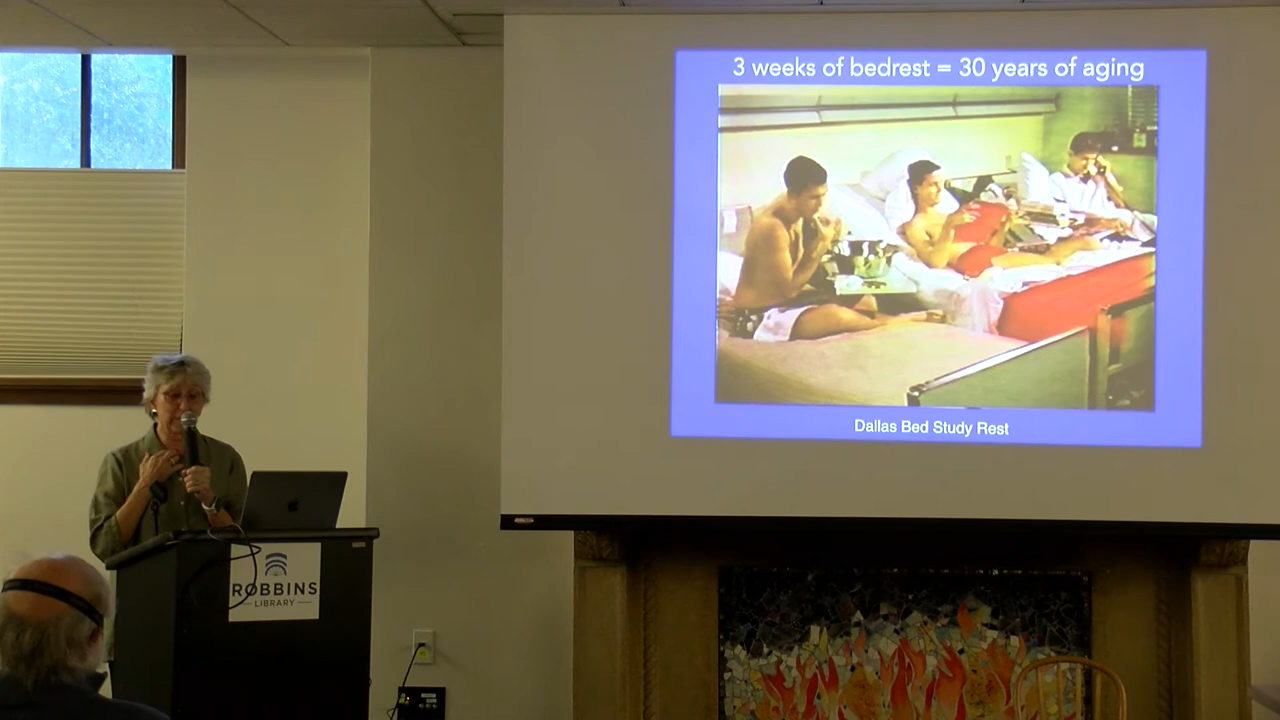 3 weeks of bedrest = 30 years of aging
Dallas Bed Study Rest
ROBBINS
LIBRARY